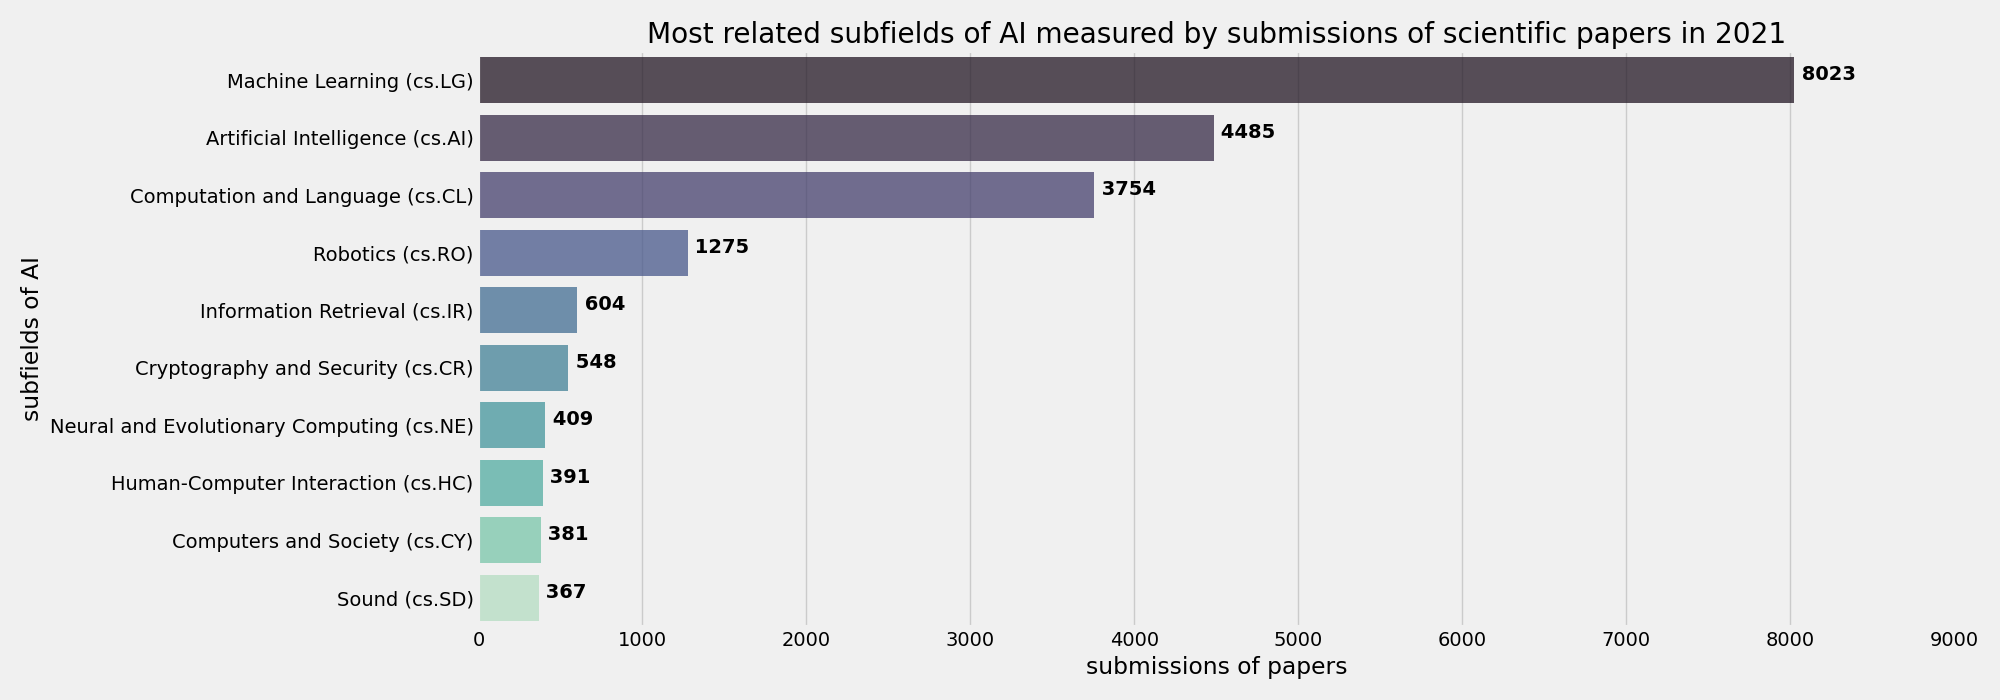 Most related subfields of AI measured by submissions of scientific papers in 2021
Machine Learning (cs.LG) 8023
Artificial Intelligence (cs.AI) 4485
Computation and Language (cs.CL) 3754
Robotics (cs.RO) 1275
Information Retrieval (cs.IR) 604
Cryptography and Security (cs.CR) 548
Neural and Evolutionary Computing (cs.NE) 409
Human-Computer Interaction (cs.HC) 391
Computers and Society (cs.CY) 381
Sound (cs.SD) 367
subfields of AI
0 1000 2000 3000 4000 5000 6000 7000 8000 9000
submissions of papers